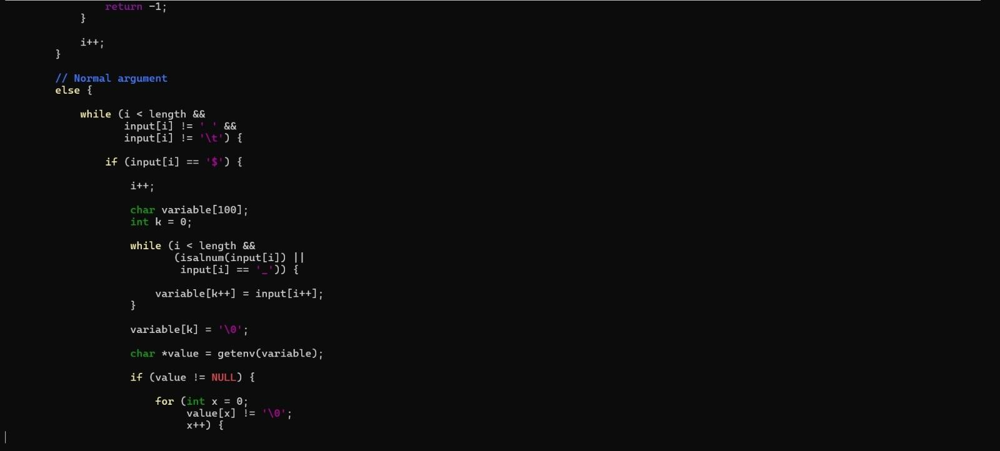 return -1;
}
i++;
}
// Normal argument
else {
while (i < length &&
input[i] != ' ' &&
input[i] != '\t') {
if (input[i] == '$') {
i++;
char variable[100];
int k = 0;
while (i < length &&
(isalnum(input[i]) ||
input[i] == '_')) {
variable[k++] = input[i++];
}
variable[k] = '\0';
char *value = getenv(variable);
if (value != NULL) {
for (int x = 0;
value[x] != '\0';
x++) {